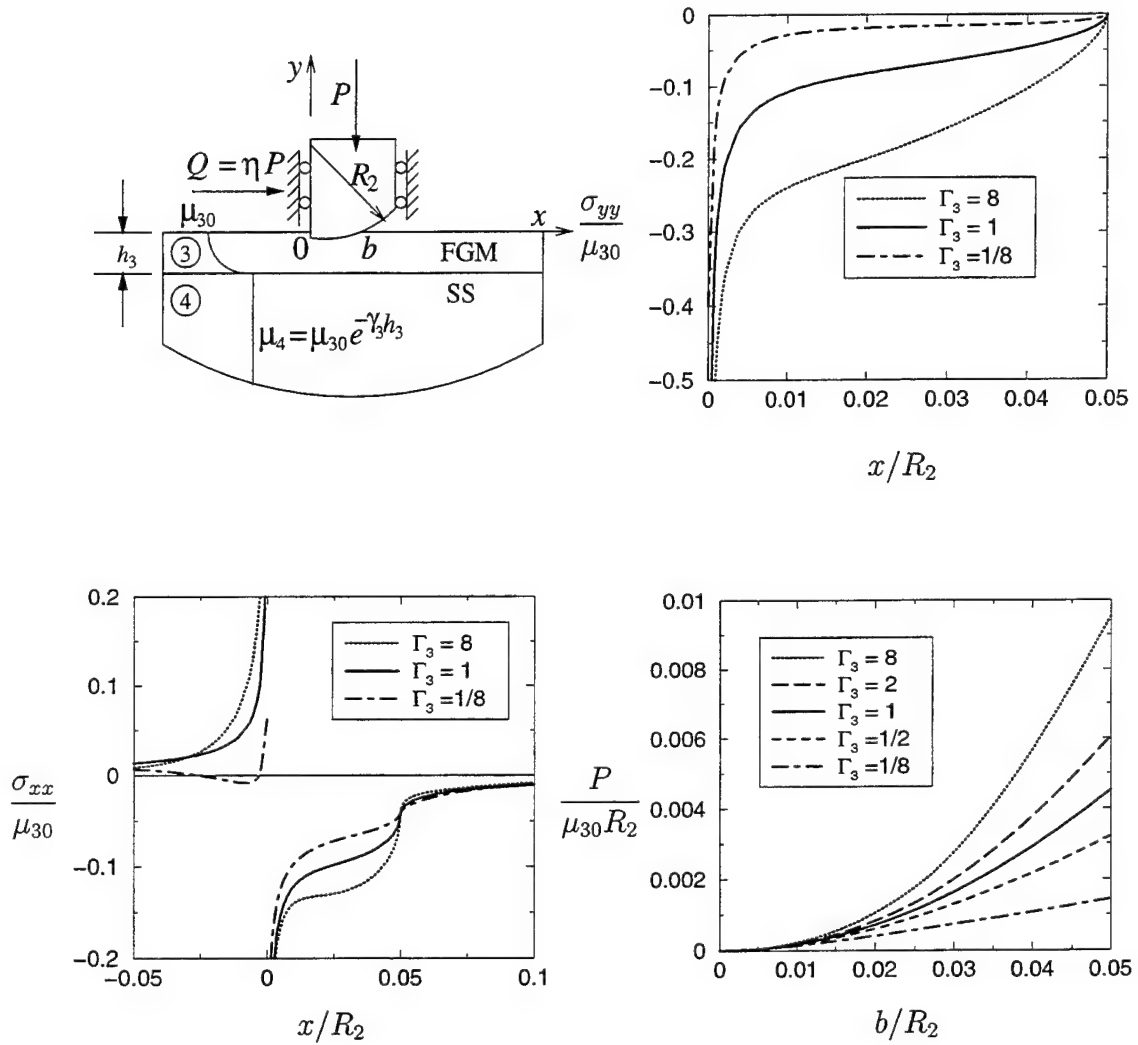 y
P
Q = ηP
R₂
μ₃₀
x
0
b
h₃
③
FGM
④
SS
μ₄ = μ₃₀e^{-γ₃h₃}
σ_yy
μ₃₀
0
-0.1
-0.2
-0.3
-0.4
-0.5
Γ₃ = 8
Γ₃ = 1
Γ₃ = 1/8
0 0.01 0.02 0.03 0.04 0.05
x/R₂
σ_xx
μ₃₀
0.2
0.1
0
-0.1
-0.2
Γ₃ = 8
Γ₃ = 1
Γ₃ = 1/8
-0.05 0 0.05 0.1
x/R₂
P
μ₃₀R₂
0.01
0.008
0.006
0.004
0.002
0
Γ₃ = 8
Γ₃ = 2
Γ₃ = 1
Γ₃ = 1/2
Γ₃ = 1/8
0 0.01 0.02 0.03 0.04 0.05
b/R₂